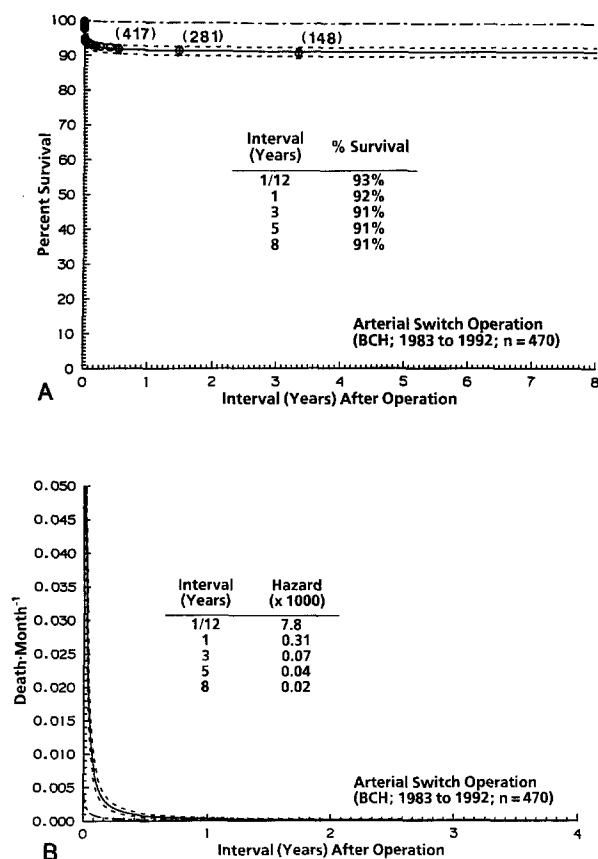 100
90
80
70
60
50
40
30
20
10
0
Percent Survival
(417) (281) (148)
Interval (Years) % Survival
1/12 93%
1 92%
3 91%
5 91%
8 91%
Arterial Switch Operation
(BCH; 1983 to 1992; n = 470)
0 1 2 3 4 5 6 7 8
A Interval (Years) After Operation
0.050
0.045
0.040
0.035
0.030
0.025
0.020
0.015
0.010
0.005
0.000
Death·Month-1
Interval (Years) Hazard (x 1000)
1/12 7.8
1 0.31
3 0.07
5 0.04
8 0.02
Arterial Switch Operation
(BCH; 1983 to 1992; n = 470)
0 1 2 3 4
B Interval (Years) After Operation